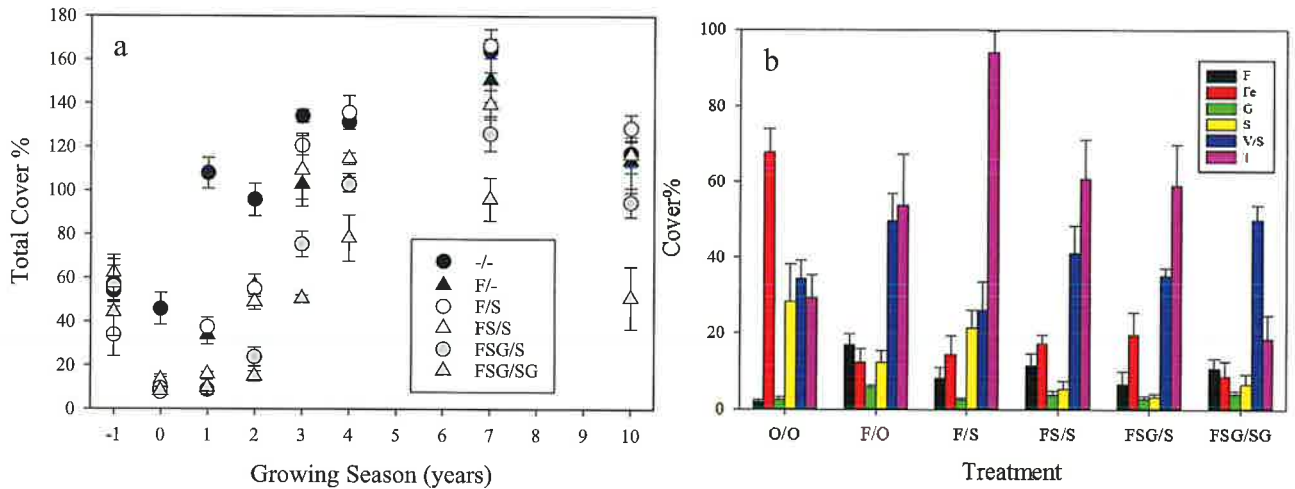 a
Total Cover %
180
160
140
120
100
80
60
40
20
0
-1 0 1 2 3 4 5 6 7 8 9 10
Growing Season (years)
-/-
F/-
F/S
FS/S
FSG/S
FSG/SG
b
Cover%
100
80
60
40
20
0
F
Fe
G
S
V/S
T
O/O F/O F/S FS/S FSG/S FSG/SG
Treatment